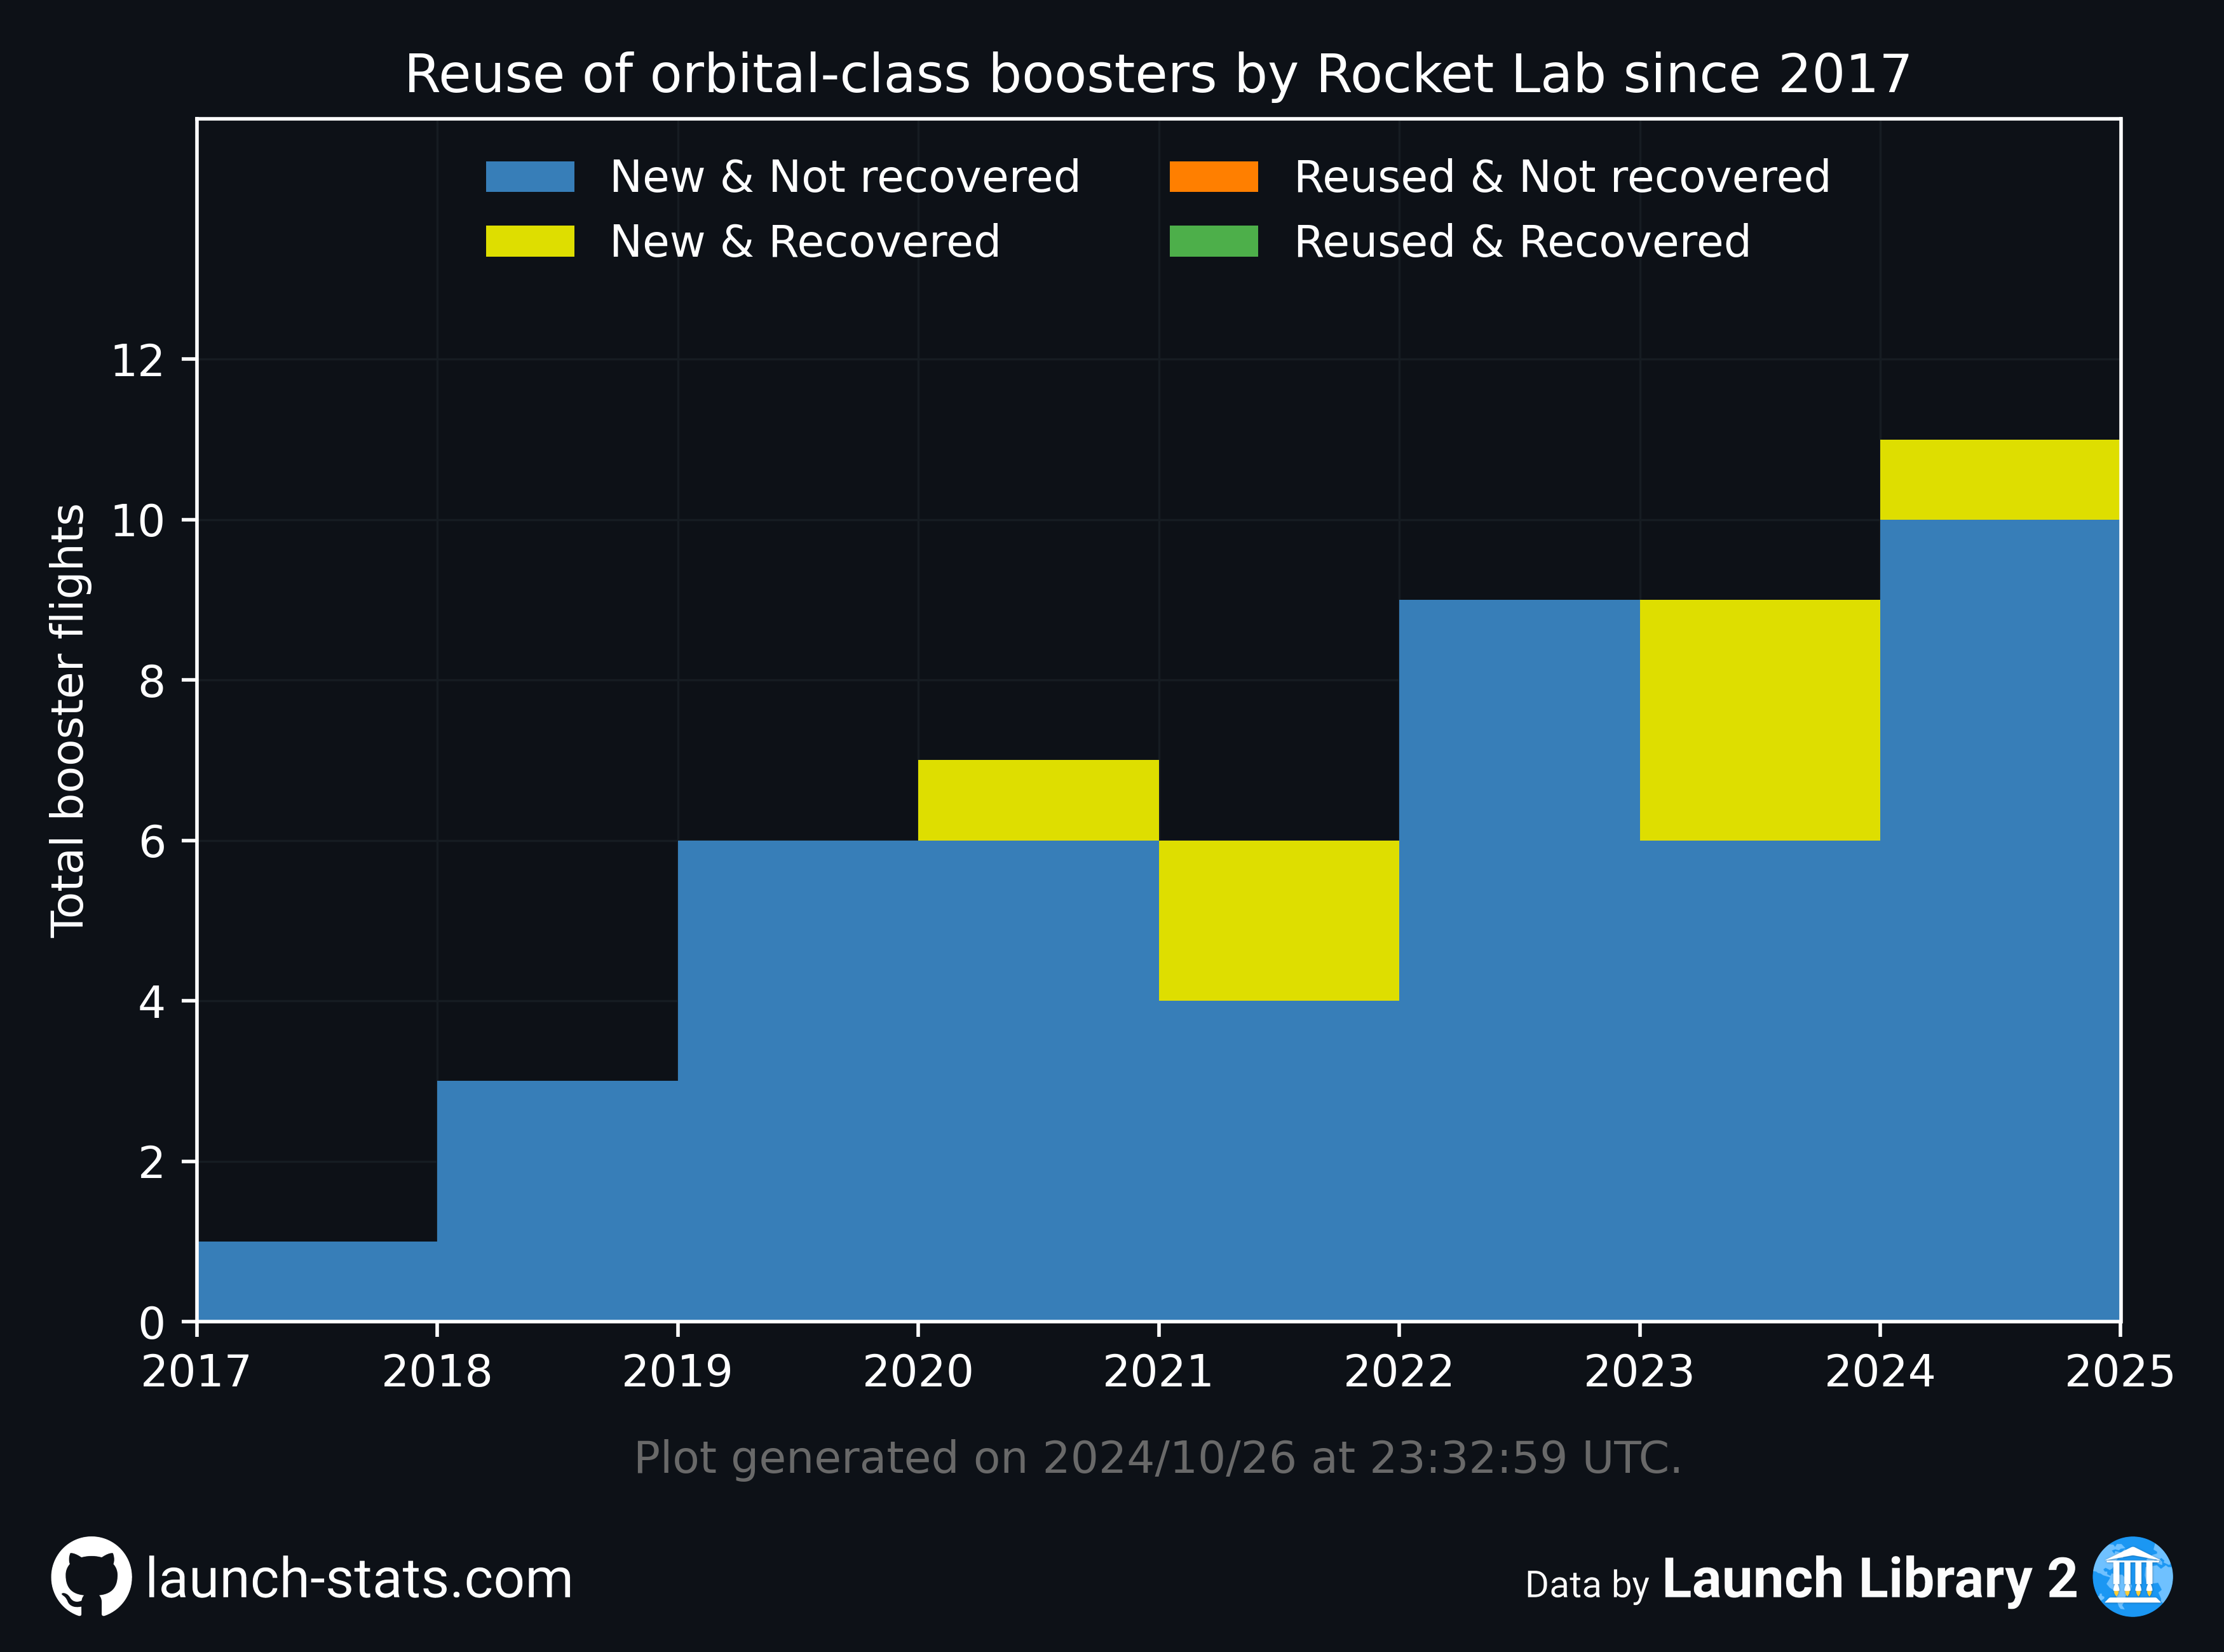 Reuse of orbital-class boosters by Rocket Lab since 2017
New & Not recovered
New & Recovered
Reused & Not recovered
Reused & Recovered
Total booster flights
12
10
8
6
4
2
0
2017 2018 2019 2020 2021 2022 2023 2024 2025
Plot generated on 2024/10/26 at 23:32:59 UTC.
launch-stats.com
Data by Launch Library 2